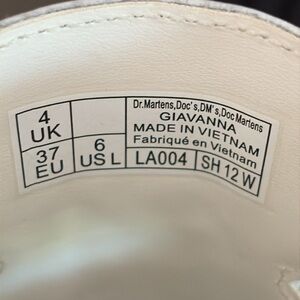 4
UK
37
EU
6
US L
Dr.Martens,Doc's,DM's,Doc Martens
GIAVANNA
MADE IN VIETNAM
Fabriqué en Vietnam
LA004
SH 12 W